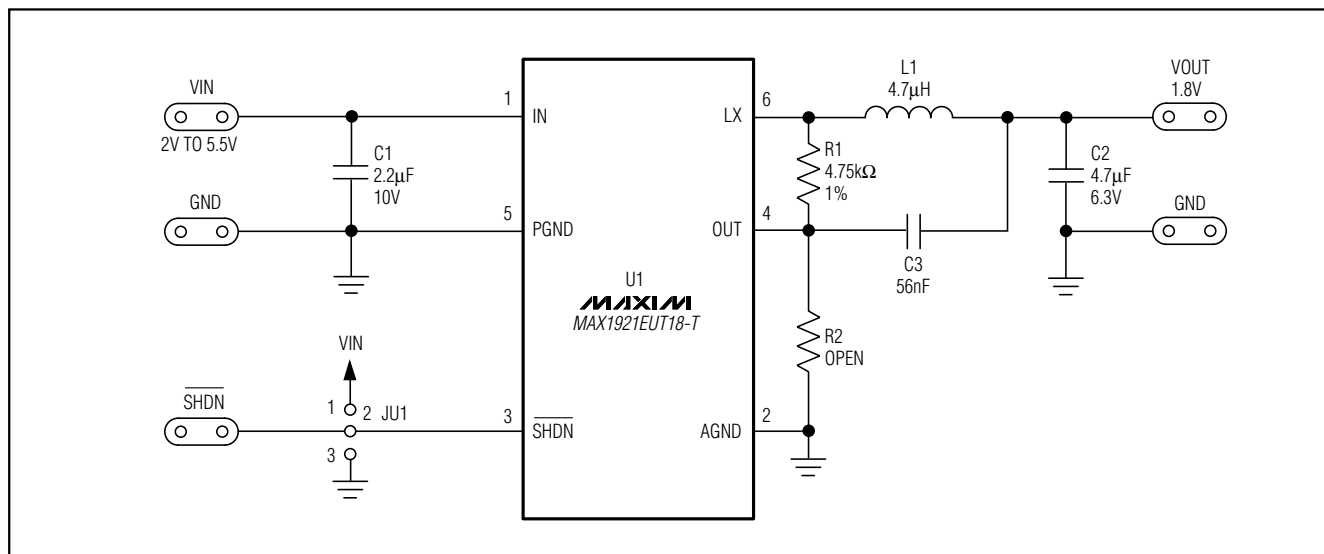 VIN
2V TO 5.5V
C1
2.2μF
10V
GND
VIN
SHDN
1
2
JU1
3
1
IN
5
PGND
3
SHDN
U1
MAXIM
MAX1921EUT18-T
LX
6
OUT
4
AGND
2
L1
4.7μH
R1
4.75kΩ
1%
C3
56nF
R2
OPEN
VOUT
1.8V
C2
4.7μF
6.3V
GND